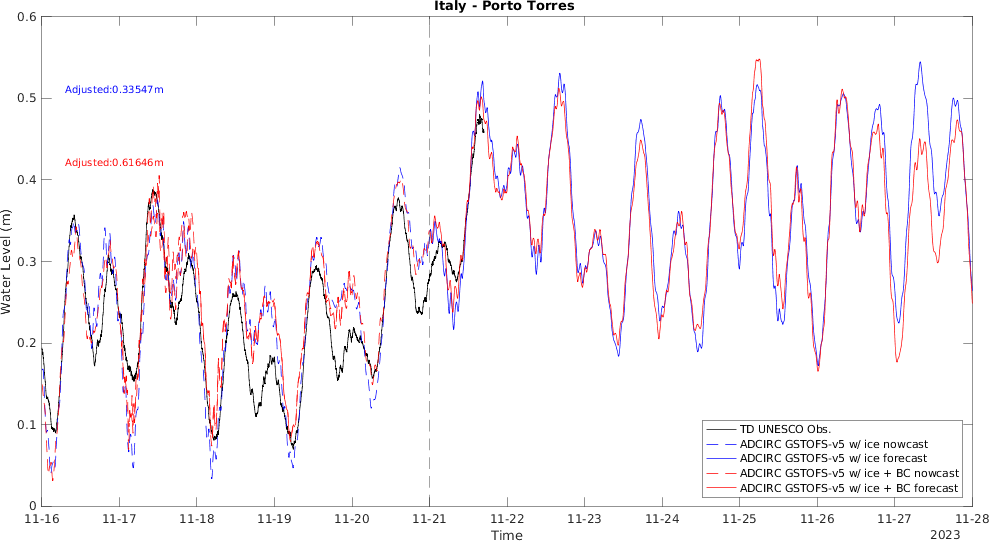 Italy - Porto Torres
0.6
0.5
0.4
0.3
0.2
0.1
0
Water Level (m)
Adjusted:0.33547m
Adjusted:0.61646m
TD UNESCO Obs.
ADCIRC GSTOFS-v5 w/ ice nowcast
ADCIRC GSTOFS-v5 w/ ice forecast
ADCIRC GSTOFS-v5 w/ ice + BC nowcast
ADCIRC GSTOFS-v5 w/ ice + BC forecast
11-16 11-17 11-18 11-19 11-20 11-21 11-22 11-23 11-24 11-25 11-26 11-27 11-28
Time
2023